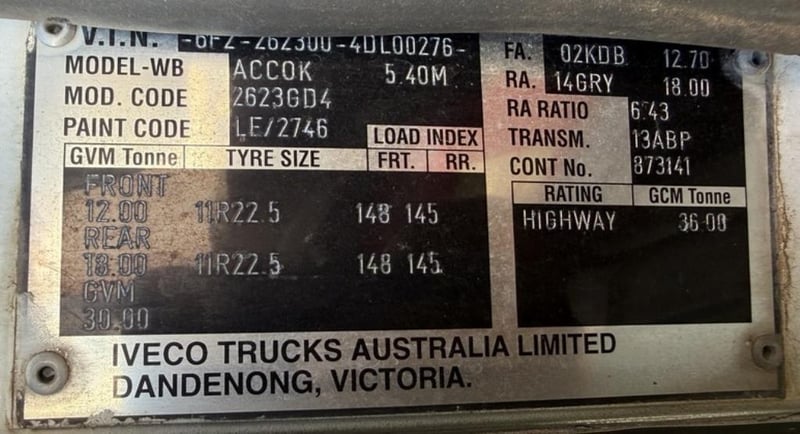 V.I.N. -6F2-262300-4DL00276-
MODEL-WB ACCOK 5.40M
MOD. CODE 2623GD4
PAINT CODE LE/2746
LOAD INDEX
GVM Tonne TYRE SIZE FRT. RR.
FRONT
12.00 11R22.5 148 145
REAR
18.00 11R22.5 148 145
GVM
30.00
FA. 02KDB 12.70
RA. 14GRY 18.00
RA RATIO 6.43
TRANSM. 13ABP
CONT No. 873141
RATING GCM Tonne
HIGHWAY 36.00
IVECO TRUCKS AUSTRALIA LIMITED
DANDENONG, VICTORIA.